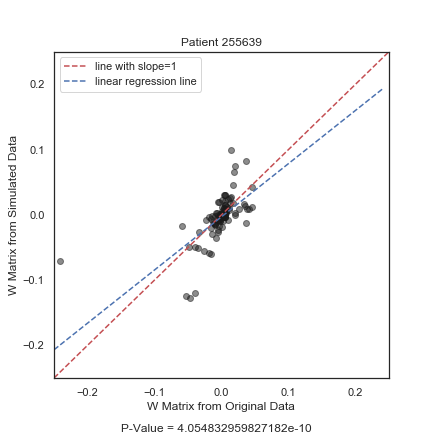 Patient 255639
line with slope=1
linear regression line
0.2
0.1
0.0
−0.1
−0.2
W Matrix from Simulated Data
−0.2 −0.1 0.0 0.1 0.2
W Matrix from Original Data
P-Value = 4.054832959827182e-10